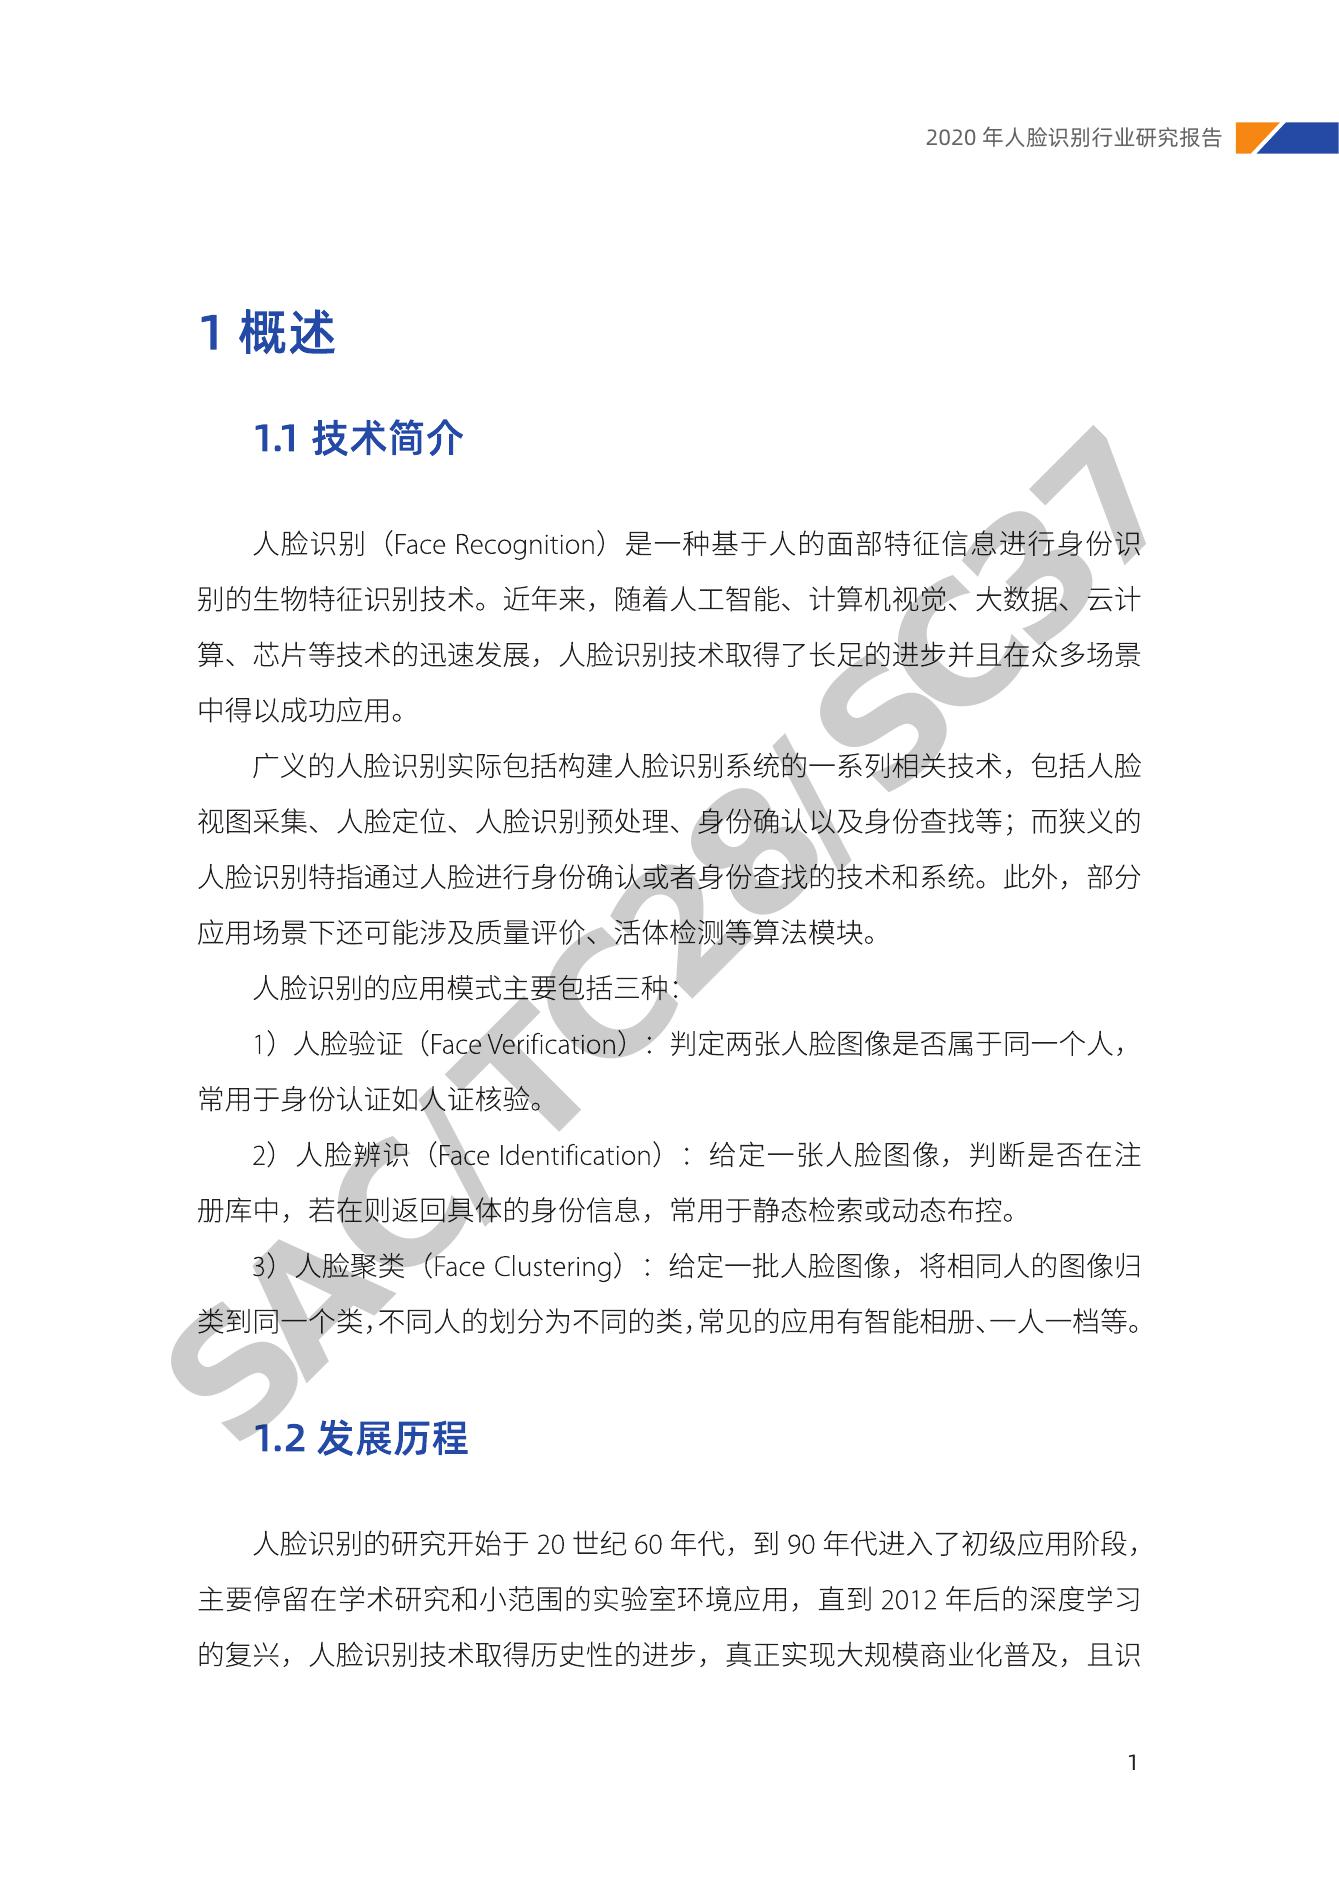 2020 年人脸识别行业研究报告
1 概述
1.1 技术简介
人脸识别（Face Recognition）是一种基于人的面部特征信息进行身份识
别的生物特征识别技术。近年来，随着人工智能、计算机视觉、大数据、云计
算、芯片等技术的迅速发展，人脸识别技术取得了长足的进步并且在众多场景
中得以成功应用。
广义的人脸识别实际包括构建人脸识别系统的一系列相关技术，包括人脸
视图采集、人脸定位、人脸识别预处理、身份确认以及身份查找等；而狭义的
人脸识别特指通过人脸进行身份确认或者身份查找的技术和系统。此外，部分
应用场景下还可能涉及质量评价、活体检测等算法模块。
人脸识别的应用模式主要包括三种：
1）人脸验证（Face Verification）：判定两张人脸图像是否属于同一个人，
常用于身份认证如人证核验。
2）人脸辨识（Face Identification）：给定一张人脸图像，判断是否在注
册库中，若在则返回具体的身份信息，常用于静态检索或动态布控。
3）人脸聚类（Face Clustering）：给定一批人脸图像，将相同人的图像归
类到同一个类，不同人的划分为不同的类，常见的应用有智能相册、一人一档等。
1.2 发展历程
人脸识别的研究开始于 20 世纪 60 年代，到 90 年代进入了初级应用阶段，
主要停留在学术研究和小范围的实验室环境应用，直到 2012 年后的深度学习
的复兴，人脸识别技术取得历史性的进步，真正实现大规模商业化普及，且识
1
SAC/TC28/SC37